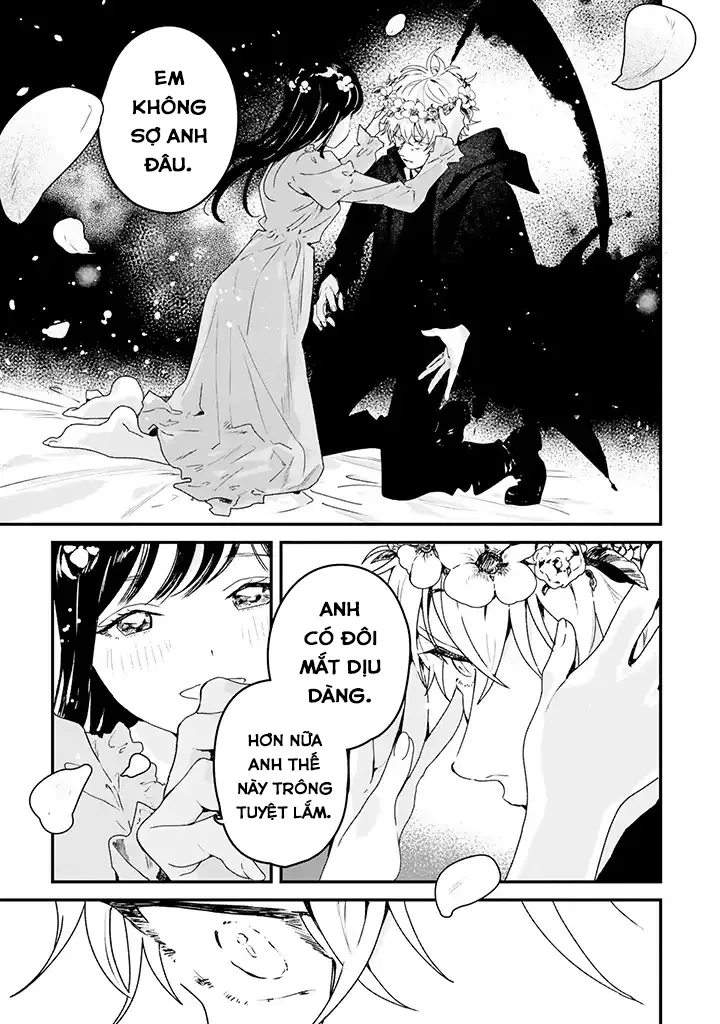 EM
KHÔNG
SỢ ANH
ĐÂU.
ANH
CÓ ĐÔI
MẮT DỊU
DÀNG.
HƠN NỮA
ANH THẾ
NÀY TRÔNG
TUYỆT LẮM.